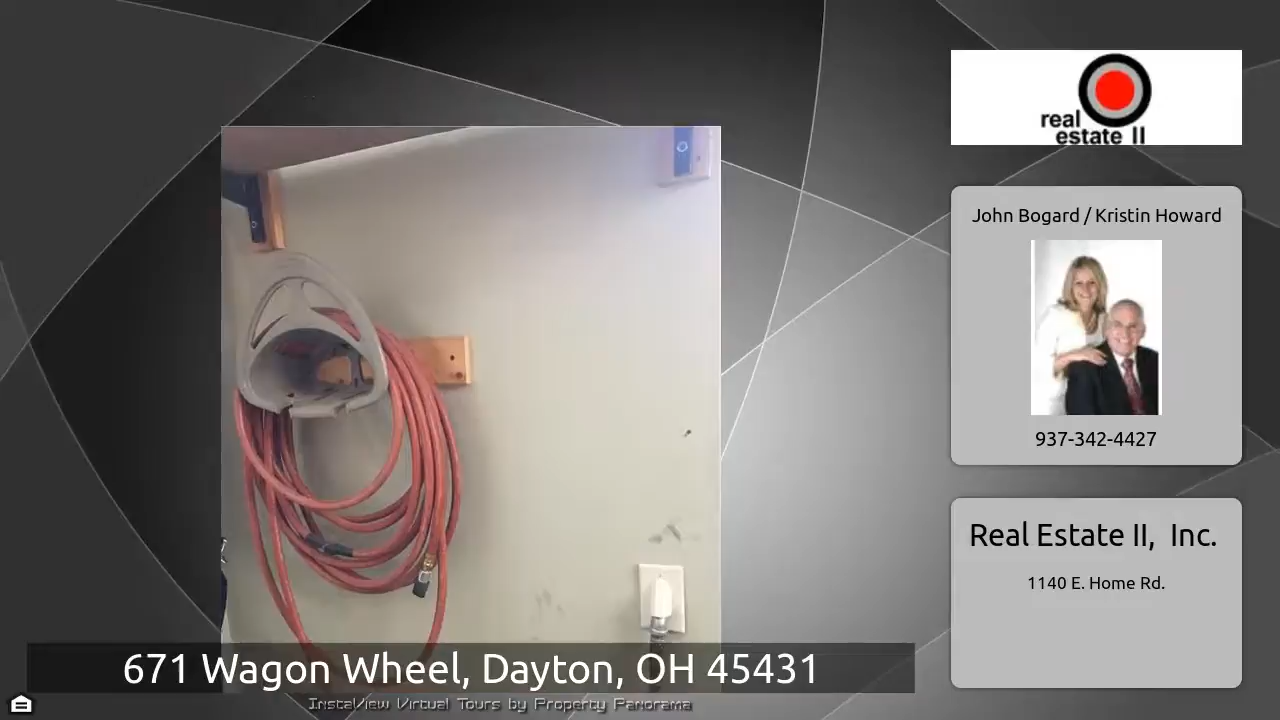 real
estate II
John Bogard / Kristin Howard
937-342-4427
Real Estate II, Inc.
1140 E. Home Rd.
671 Wagon Wheel, Dayton, OH 45431
InstaView Virtual Tours by Property Panorama